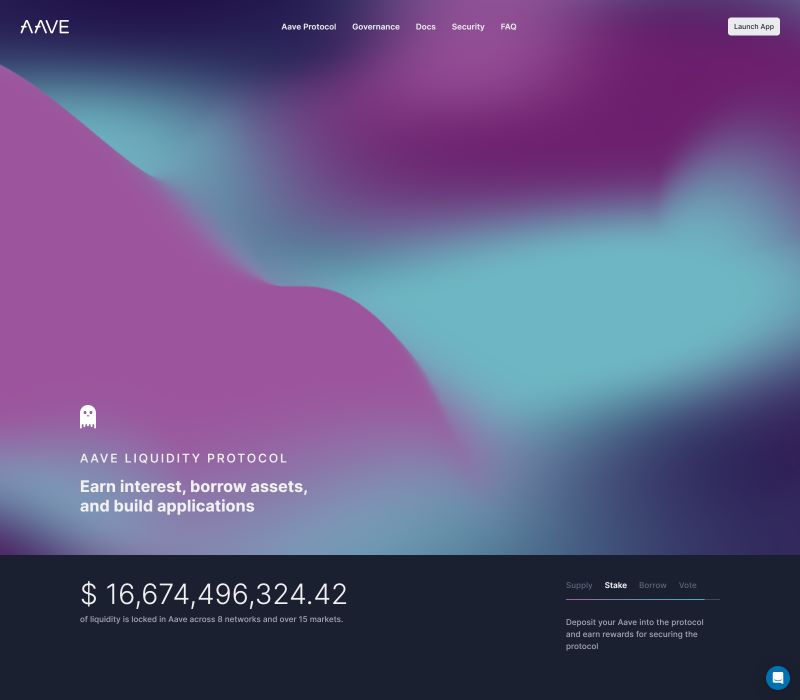 AAVE
Aave Protocol Governance Docs Security FAQ
Launch App
AAVE LIQUIDITY PROTOCOL
Earn interest, borrow assets,
and build applications
$ 16,674,496,324.42
of liquidity is locked in Aave across 8 networks and over 15 markets.
Supply Stake Borrow Vote
Deposit your Aave into the protocol
and earn rewards for securing the
protocol